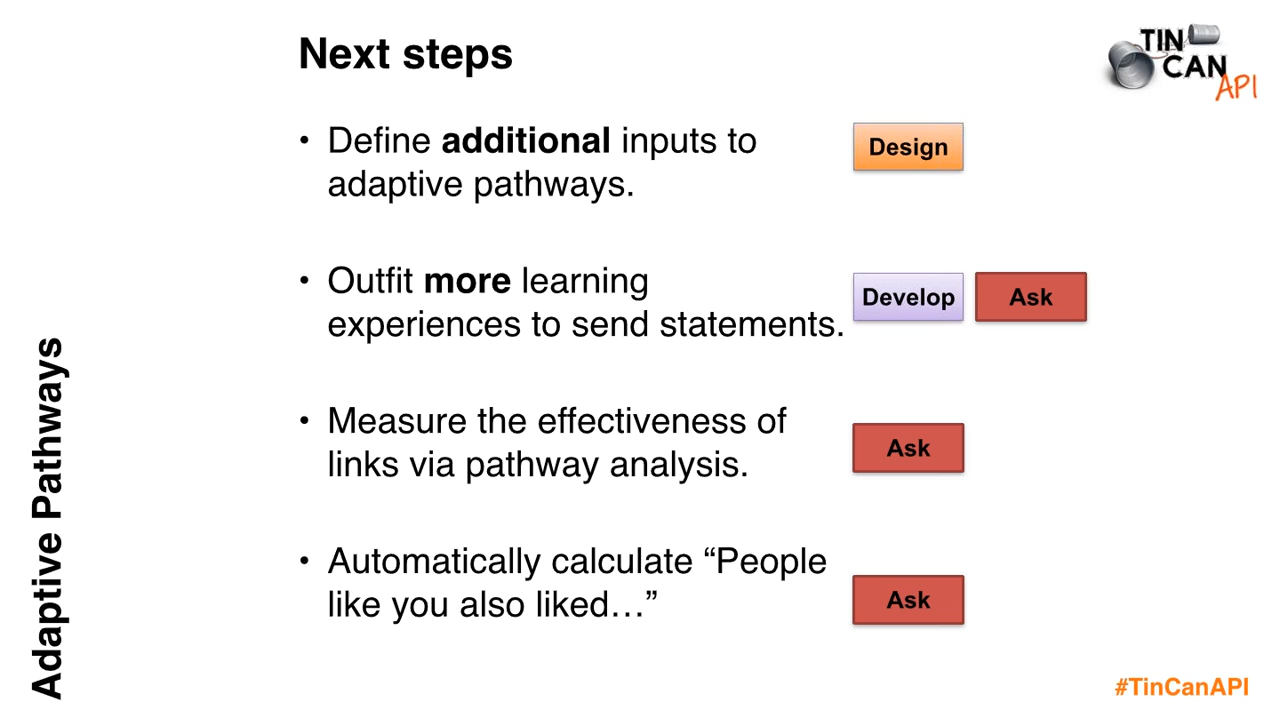 Next steps
TIN
CAN
API
• Define additional inputs to
adaptive pathways.
Design
• Outfit more learning
experiences to send statements.
Develop
Ask
• Measure the effectiveness of
links via pathway analysis.
Ask
• Automatically calculate “People
like you also liked…”
Ask
Adaptive Pathways
#TinCanAPI